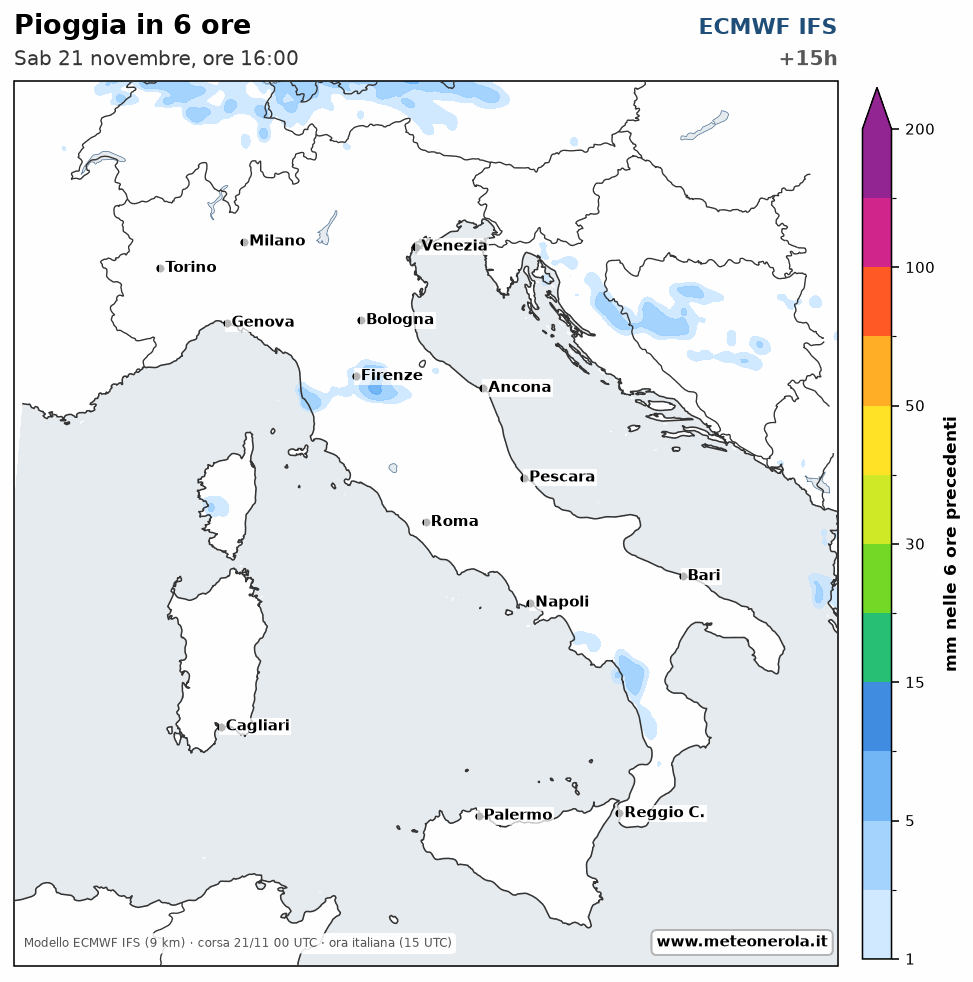 Pioggia in 6 ore
ECMWF IFS
Sab 21 novembre, ore 16:00
+15h
Milano
Venezia
Torino
Genova
Bologna
Firenze
Ancona
Pescara
Roma
Bari
Napoli
Cagliari
Palermo
Reggio C.
Modello ECMWF IFS (9 km) · corsa 21/11 00 UTC · ora italiana (15 UTC)
www.meteonerola.it
200
100
50
30
15
5
1
mm nelle 6 ore precedenti